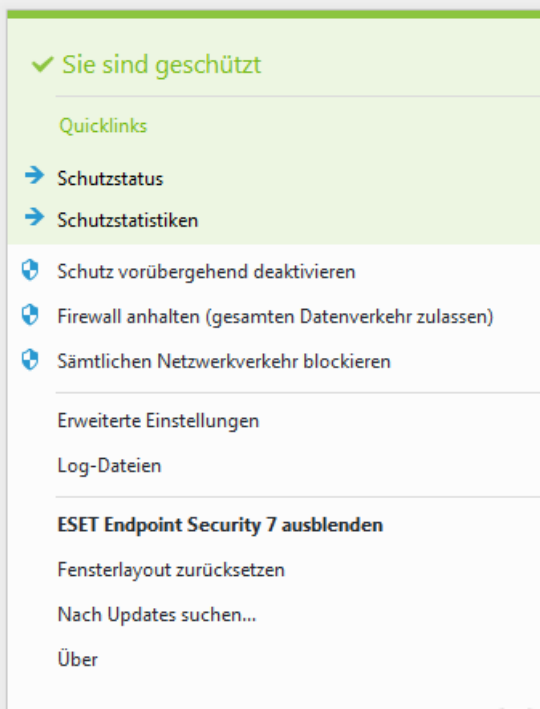 Sie sind geschützt
Quicklinks
Schutzstatus
Schutzstatistiken
Schutz vorübergehend deaktivieren
Firewall anhalten (gesamten Datenverkehr zulassen)
Sämtlichen Netzwerkverkehr blockieren
Erweiterte Einstellungen
Log-Dateien
ESET Endpoint Security 7 ausblenden
Fensterlayout zurücksetzen
Nach Updates suchen...
Über